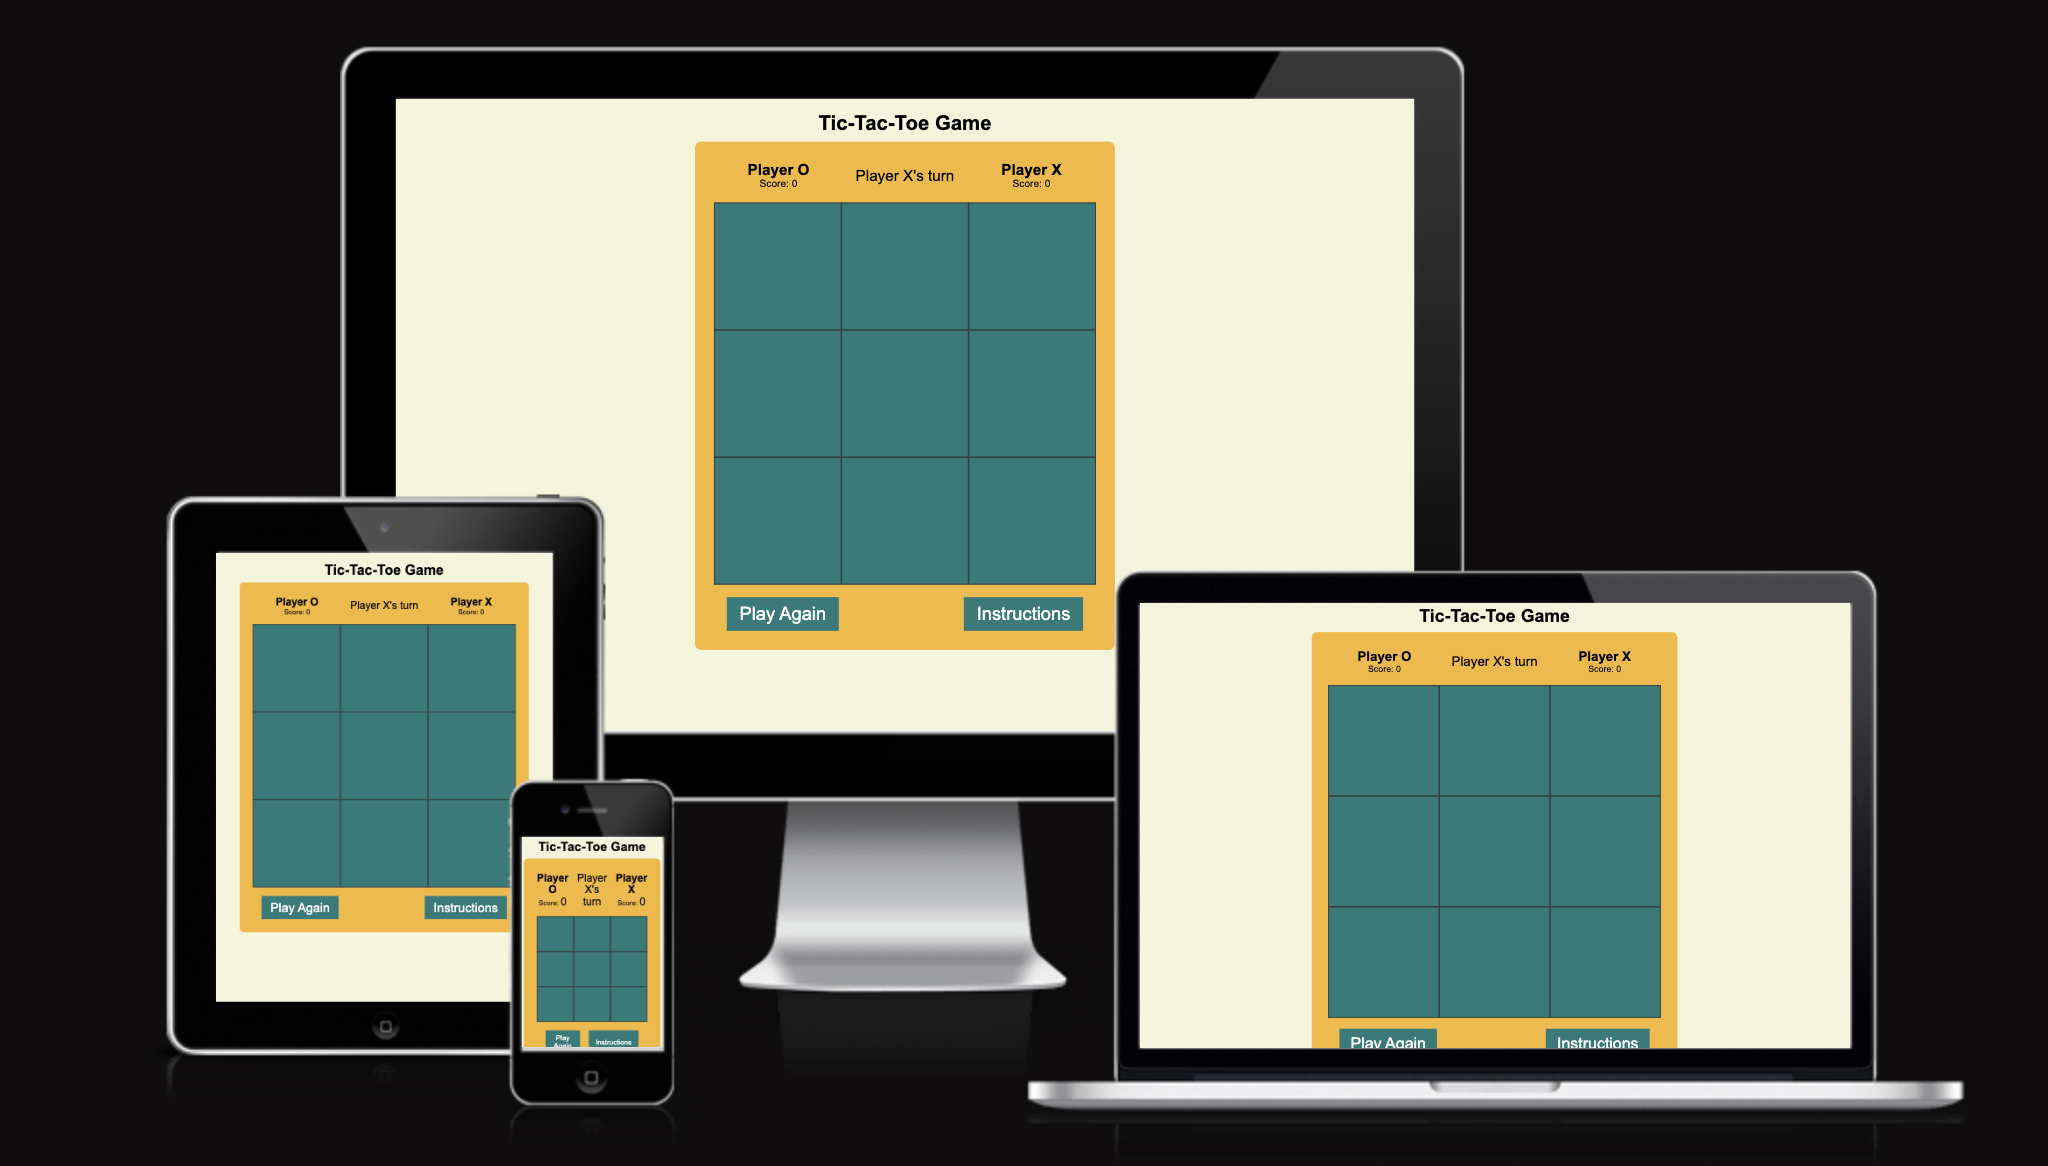 Tic-Tac-Toe Game
Player O Player X's turn Player X
Score: 0 Score: 0
Play Again Instructions
Tic-Tac-Toe Game
Player O Player X's turn Player X
Score: 0 Score: 0
Play Again Instructions
Tic-Tac-Toe Game
Player Player Player
O X's X
Score: 0 turn Score: 0
Play Instructions
Again
Tic-Tac-Toe Game
Player O Player X's turn Player X
Score: 0 Score: 0
Play Again Instructions